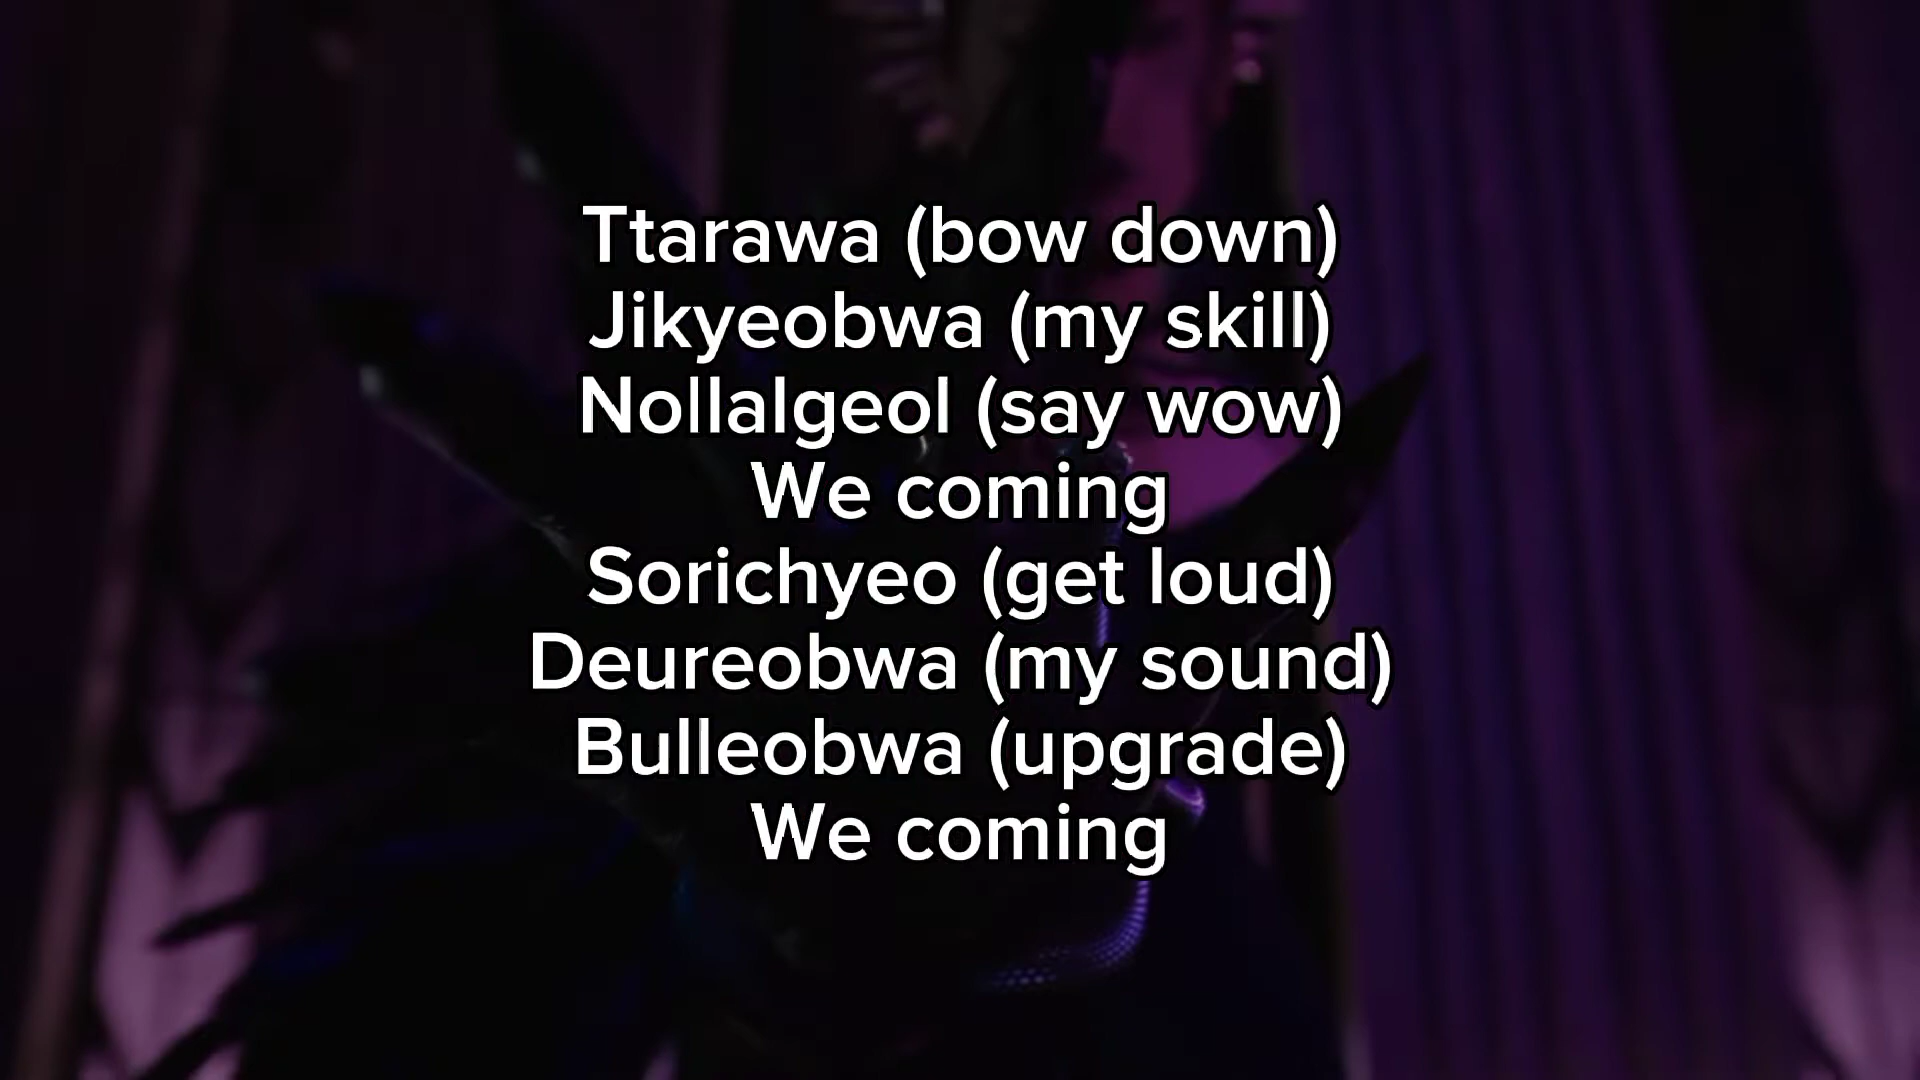 Ttarawa (bow down)
Jikyeobwa (my skill)
Nollalgeol (say wow)
We coming
Sorichyeo (get loud)
Deureobwa (my sound)
Bulleobwa (upgrade)
We coming